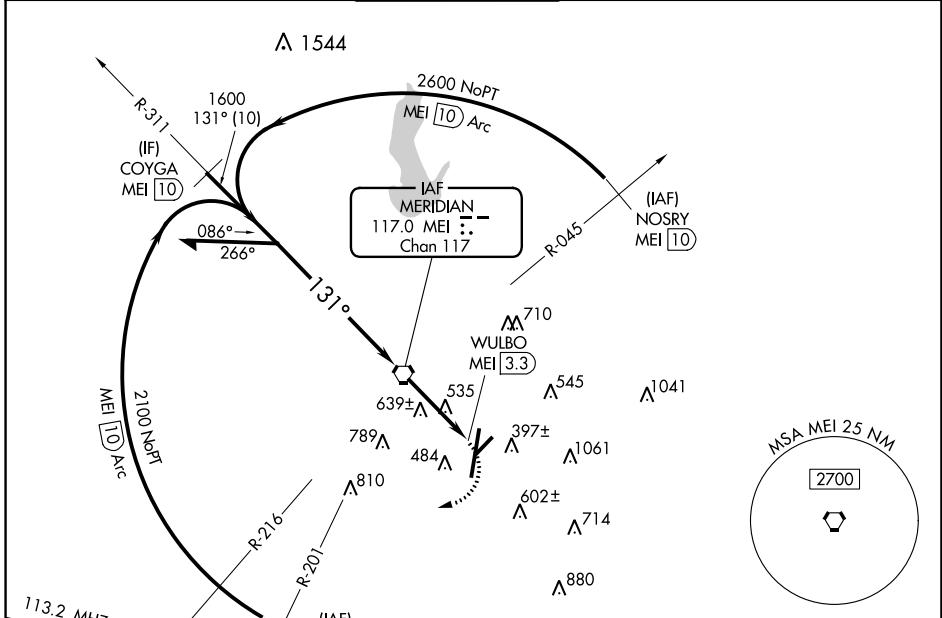 1544
2600 NoPT
MEI 10 Arc
R-311
1600
131° (10)
(IF)
COYGA
MEI 10
IAF
MERIDIAN
117.0 MEI
Chan 117
(IAF)
NOSRY
MEI 10
R-045
086°
266°
131°
710
WULBO
MEI 3.3
535
545
1041
639±
2100 NoPT
MEI 10 Arc
789
397±
1061
484
810
602±
714
880
R-216
R-201
MSA MEI 25 NM
2700
113.2
(IAF)